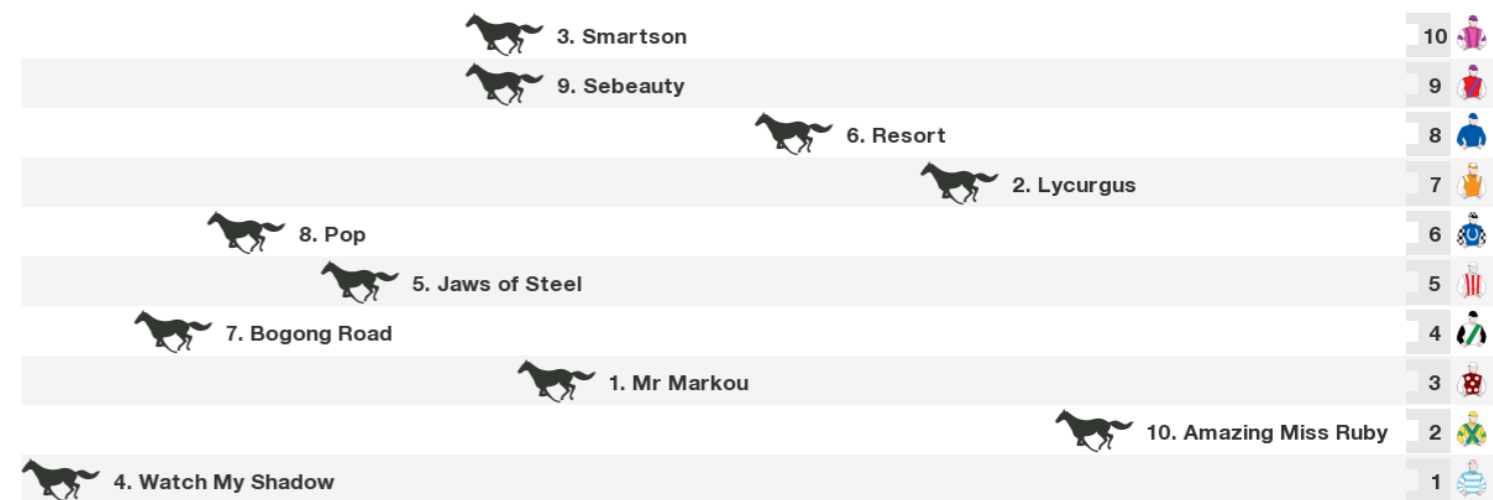 3. Smartson 10
9. Sebeauty 9
6. Resort 8
2. Lycurgus 7
8. Pop 6
5. Jaws of Steel 5
7. Bogong Road 4
1. Mr Markou 3
10. Amazing Miss Ruby 2
4. Watch My Shadow 1